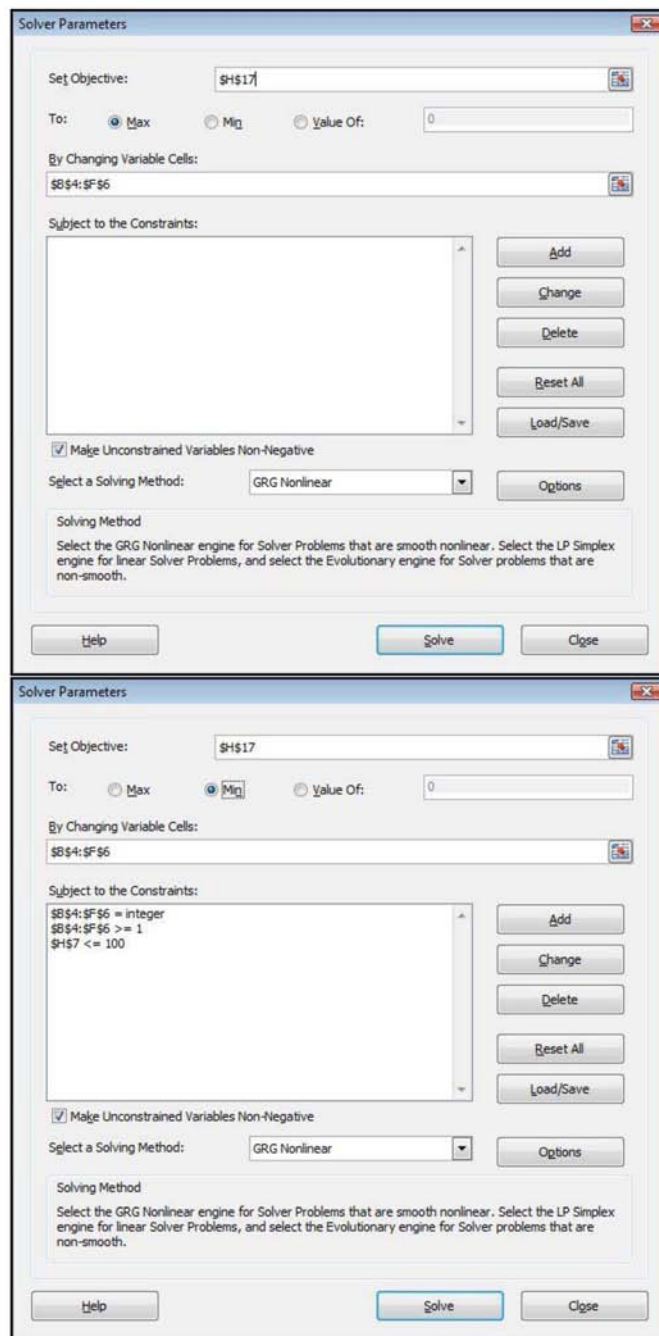 Solver Parameters
Set Objective:
$H$17
To:
Max
Min
Value Of:
0
By Changing Variable Cells:
$B$4:$F$6
Subject to the Constraints:
Add
Change
Delete
Reset All
Load/Save
Make Unconstrained Variables Non-Negative
Select a Solving Method:
GRG Nonlinear
Options
Solving Method
Select the GRG Nonlinear engine for Solver Problems that are smooth nonlinear. Select the LP Simplex
engine for linear Solver Problems, and select the Evolutionary engine for Solver problems that are
non-smooth.
Help
Solve
Close
Solver Parameters
Set Objective:
$H$17
To:
Max
Min
Value Of:
0
By Changing Variable Cells:
$B$4:$F$6
Subject to the Constraints:
$B$4:$F$6 = integer
$B$4:$F$6 >= 1
$H$7 <= 100
Add
Change
Delete
Reset All
Load/Save
Make Unconstrained Variables Non-Negative
Select a Solving Method:
GRG Nonlinear
Options
Solving Method
Select the GRG Nonlinear engine for Solver Problems that are smooth nonlinear. Select the LP Simplex
engine for linear Solver Problems, and select the Evolutionary engine for Solver problems that are
non-smooth.
Help
Solve
Close